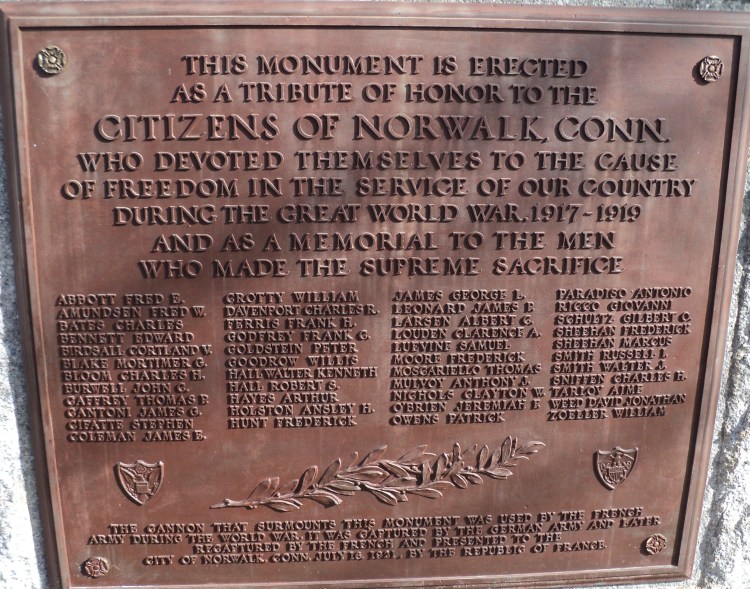 THIS MONUMENT IS ERECTED
AS A TRIBUTE OF HONOR TO THE
CITIZENS OF NORWALK, CONN.
WHO DEVOTED THEMSELVES TO THE CAUSE
OF FREEDOM IN THE SERVICE OF OUR COUNTRY
DURING THE GREAT WORLD WAR. 1917-1919
AND AS A MEMORIAL TO THE MEN
WHO MADE THE SUPREME SACRIFICE
ABBOTT FRED E.
AMUNDSEN FRED W.
BATES CHARLES
BENNETT EDWARD
BIRDSALL CORTLAND V.
BLAKE MORTIMER G.
BLOOM CHARLES H.
BURWELL JOHN C.
CAFFREY THOMAS P.
CANTONI JAMES G.
CIFATTE STEPHEN
COLEMAN JAMES E.
CROTTY WILLIAM
DAVENPORT CHARLES R.
FERRIS FRANK H.
GODFREY FRANK G.
GOLDSTEIN PETER
GOODROW WILLIS
KENNETH
HALL ROBERT S.
HAYES ARTHUR
HOLSTON ANSLEY H.
HUNT FREDERICK
JAMES GEORGE L.
LEONARD JAMES P.
LARSEN ALBERT C.
LOUDEN CLARENCE A.
LUEVINE SAMUEL
MOORE FREDERICK
MOSCARIELLO THOMAS
MULVOY ANTHONY J.
NICHOLS CLAYTON W.
O'BRIEN JEREMIAH F.
OWENS PATRICK
PARADISO ANTONIO
RICCO GIOVANNI
SCHULTZ GILBERT O.
SHEEHAN FREDERICK
SHEEHAN MARCUS
SMITH RUSSELL I.
SMITH WALTER J.
SNIFFEN CHARLES H.
TARLOV AIME
WEED DAVID JONATHAN
ZOELLER WILLIAM
THE CANNON THAT SURMOUNTS THIS MONUMENT WAS USED BY THE FRENCH
ARMY DURING THE WORLD WAR. IT WAS CAPTURED BY THE GERMAN ARMY AND LATER
RECAPTURED BY THE FRENCH AND PRESENTED TO THE
CITY OF NORWALK, CONN. JULY 16, 1921, BY THE REPUBLIC OF FRANCE.